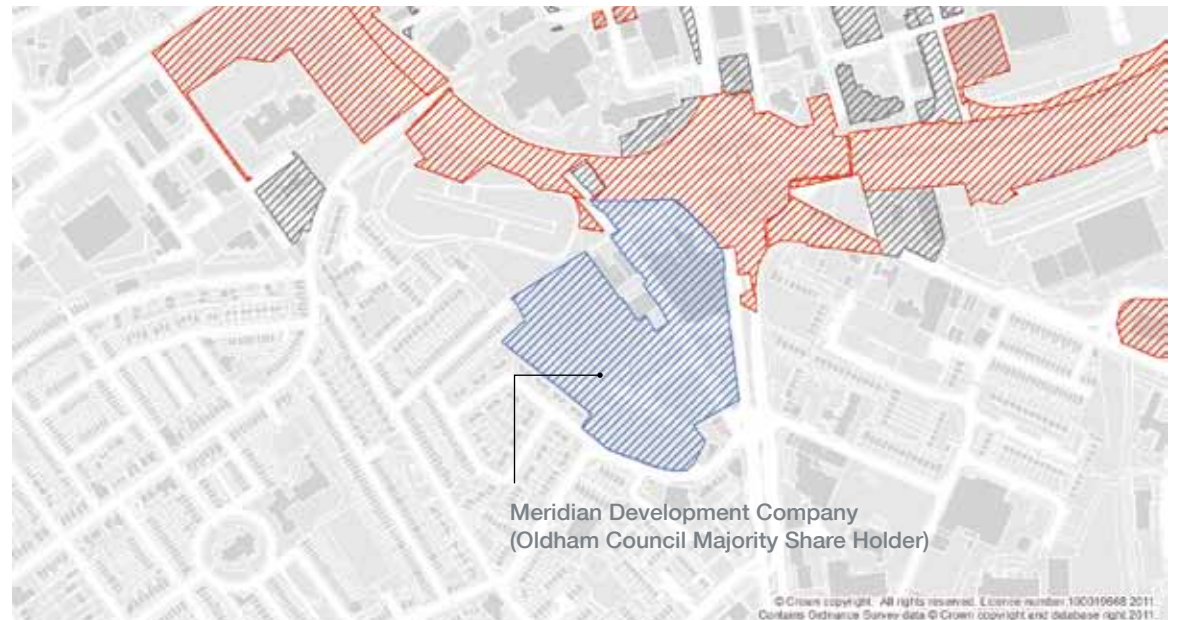 Meridian Development Company
(Oldham Council Majority Share Holder)
© Crown copyright. All rights reserved. Licence number 100019668 2011.
Contains Ordnance Survey data © Crown copyright and database right 2011.